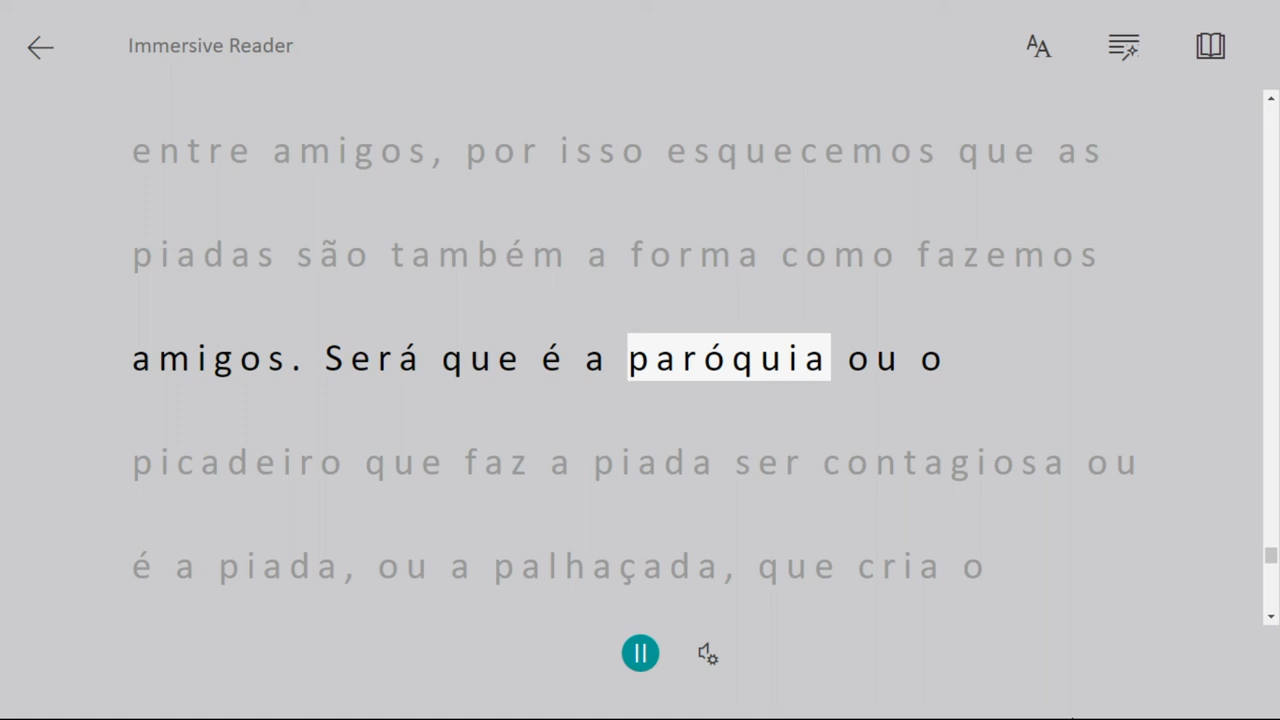 Immersive Reader
entre amigos, por isso esquecemos que as
piadas são também a forma como fazemos
amigos. Será que é a paróquia ou o
picadeiro que faz a piada ser contagiosa ou
é a piada, ou a palhaçada, que cria o